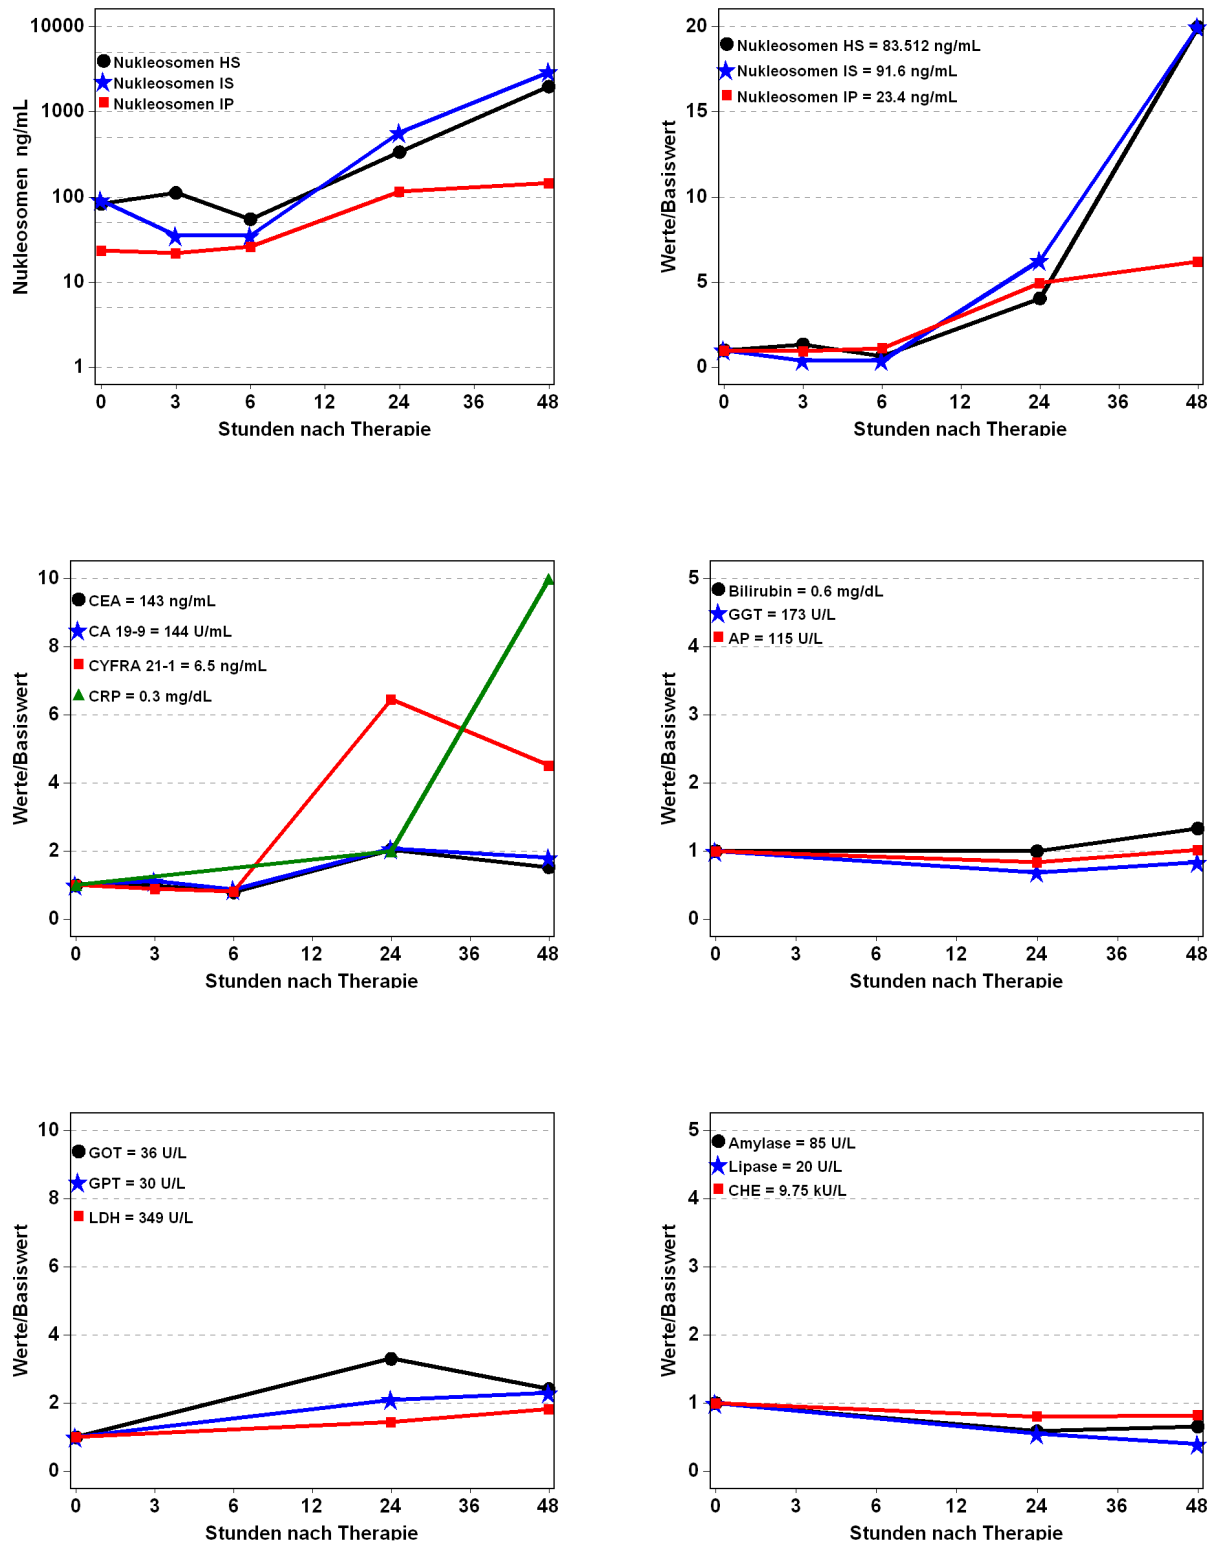 10000
1000
100
10
1
Nukleosomen ng/mL
Nukleosomen HS
Nukleosomen IS
Nukleosomen IP
0 3 6 12 24 36 48
Stunden nach Therapie
20
15
10
5
0
Werte/Basiswert
Nukleosomen HS = 83.512 ng/mL
Nukleosomen IS = 91.6 ng/mL
Nukleosomen IP = 23.4 ng/mL
0 3 6 12 24 36 48
Stunden nach Therapie
10
8
6
4
2
0
Werte/Basiswert
CEA = 143 ng/mL
CA 19-9 = 144 U/mL
CYFRA 21-1 = 6.5 ng/mL
CRP = 0.3 mg/dL
0 3 6 12 24 36 48
Stunden nach Therapie
5
4
3
2
1
0
Werte/Basiswert
Bilirubin = 0.6 mg/dL
GGT = 173 U/L
AP = 115 U/L
0 3 6 12 24 36 48
Stunden nach Therapie
10
8
6
4
2
0
Werte/Basiswert
GOT = 36 U/L
GPT = 30 U/L
LDH = 349 U/L
0 3 6 12 24 36 48
Stunden nach Therapie
5
4
3
2
1
0
Werte/Basiswert
Amylase = 85 U/L
Lipase = 20 U/L
CHE = 9.75 kU/L
0 3 6 12 24 36 48
Stunden nach Therapie